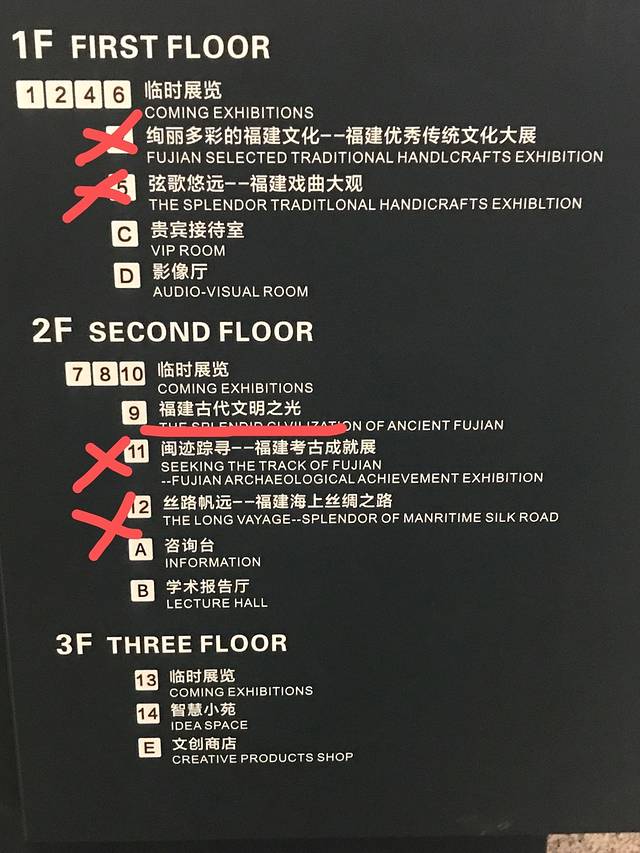 1F FIRST FLOOR
1 2 4 6 临时展览
COMING EXHIBITIONS
绚丽多彩的福建文化--福建优秀传统文化大展
FUJIAN SELECTED TRADITIONAL HANDLCRAFTS EXHIBITION
5 弦歌悠远--福建戏曲大观
THE SPLENDOR TRADITLONAL HANDICRAFTS EXHIBLTION
C 贵宾接待室
VIP ROOM
D 影像厅
AUDIO-VISUAL ROOM
2F SECOND FLOOR
7 8 10 临时展览
COMING EXHIBITIONS
9 福建古代文明之光
THE SPLENDID CLVILIZATION OF ANCIENT FUJIAN
11 闽迹踪寻--福建考古成就展
SEEKING THE TRACK OF FUJIAN
--FUJIAN ARCHAEOLOGICAL ACHIEVEMENT EXHIBITION
12 丝路帆远--福建海上丝绸之路
THE LONG VAYAGE--SPLENDOR OF MANRITIME SILK ROAD
A 咨询台
INFORMATION
B 学术报告厅
LECTURE HALL
3F THREE FLOOR
13 临时展览
COMING EXHIBITIONS
14 智慧小苑
IDEA SPACE
E 文创商店
CREATIVE PRODUCTS SHOP